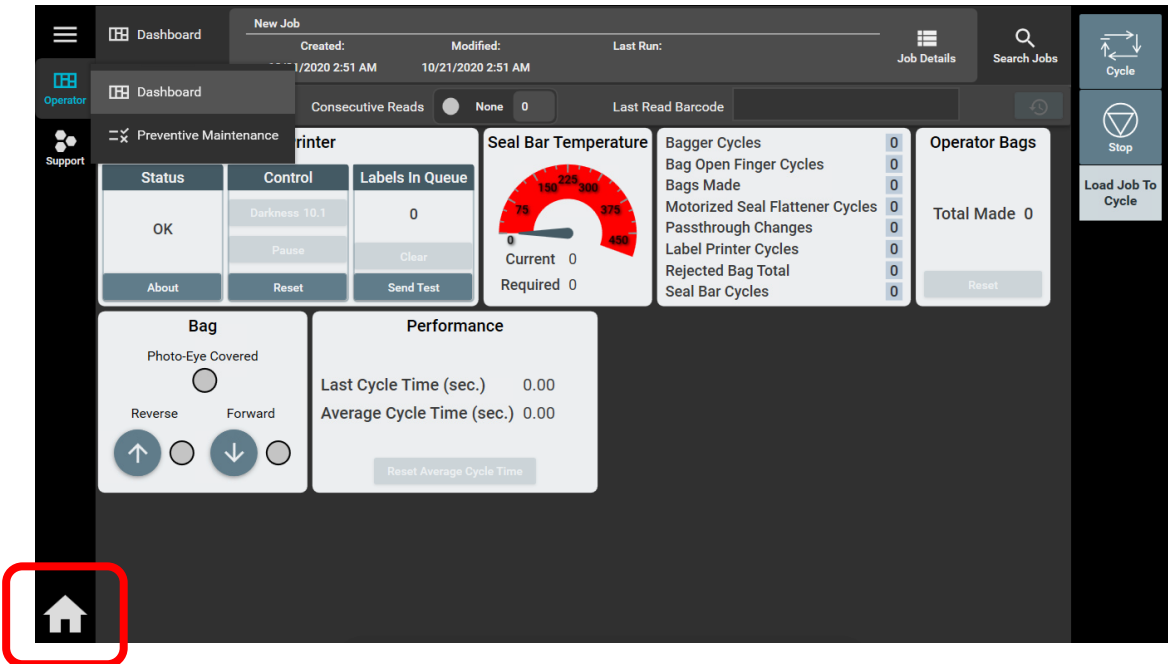 Dashboard
New Job
Created: Modified: Last Run:
2020 2:51 AM 10/21/2020 2:51 AM
Job Details
Search Jobs
Cycle
Operator
Dashboard
Consecutive Reads None 0 Last Read Barcode
Preventive Maintenance
Support
Stop
Load Job To
Cycle
Status Control Labels In Queue
OK
Darkness 10.1
0
Pause
Clear
About Reset Send Test
Seal Bar Temperature
0 75 150 225 300 375 450
Current 0
Required 0
Bagger Cycles 0
Bag Open Finger Cycles 0
Bags Made 0
Motorized Seal Flattener Cycles 0
Passthrough Changes 0
Label Printer Cycles 0
Rejected Bag Total 0
Seal Bar Cycles 0
Operator Bags
Total Made 0
Reset
Bag
Photo-Eye Covered
Reverse Forward
Performance
Last Cycle Time (sec.) 0.00
Average Cycle Time (sec.) 0.00
Reset Average Cycle Time